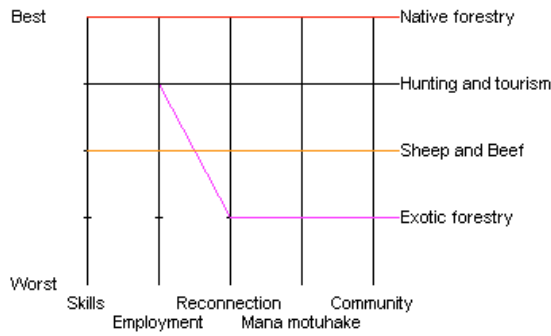 Best
Native forestry
Hunting and tourism
Sheep and Beef
Exotic forestry
Worst
Skills
Reconnection
Community
Employment
Mana motuhake